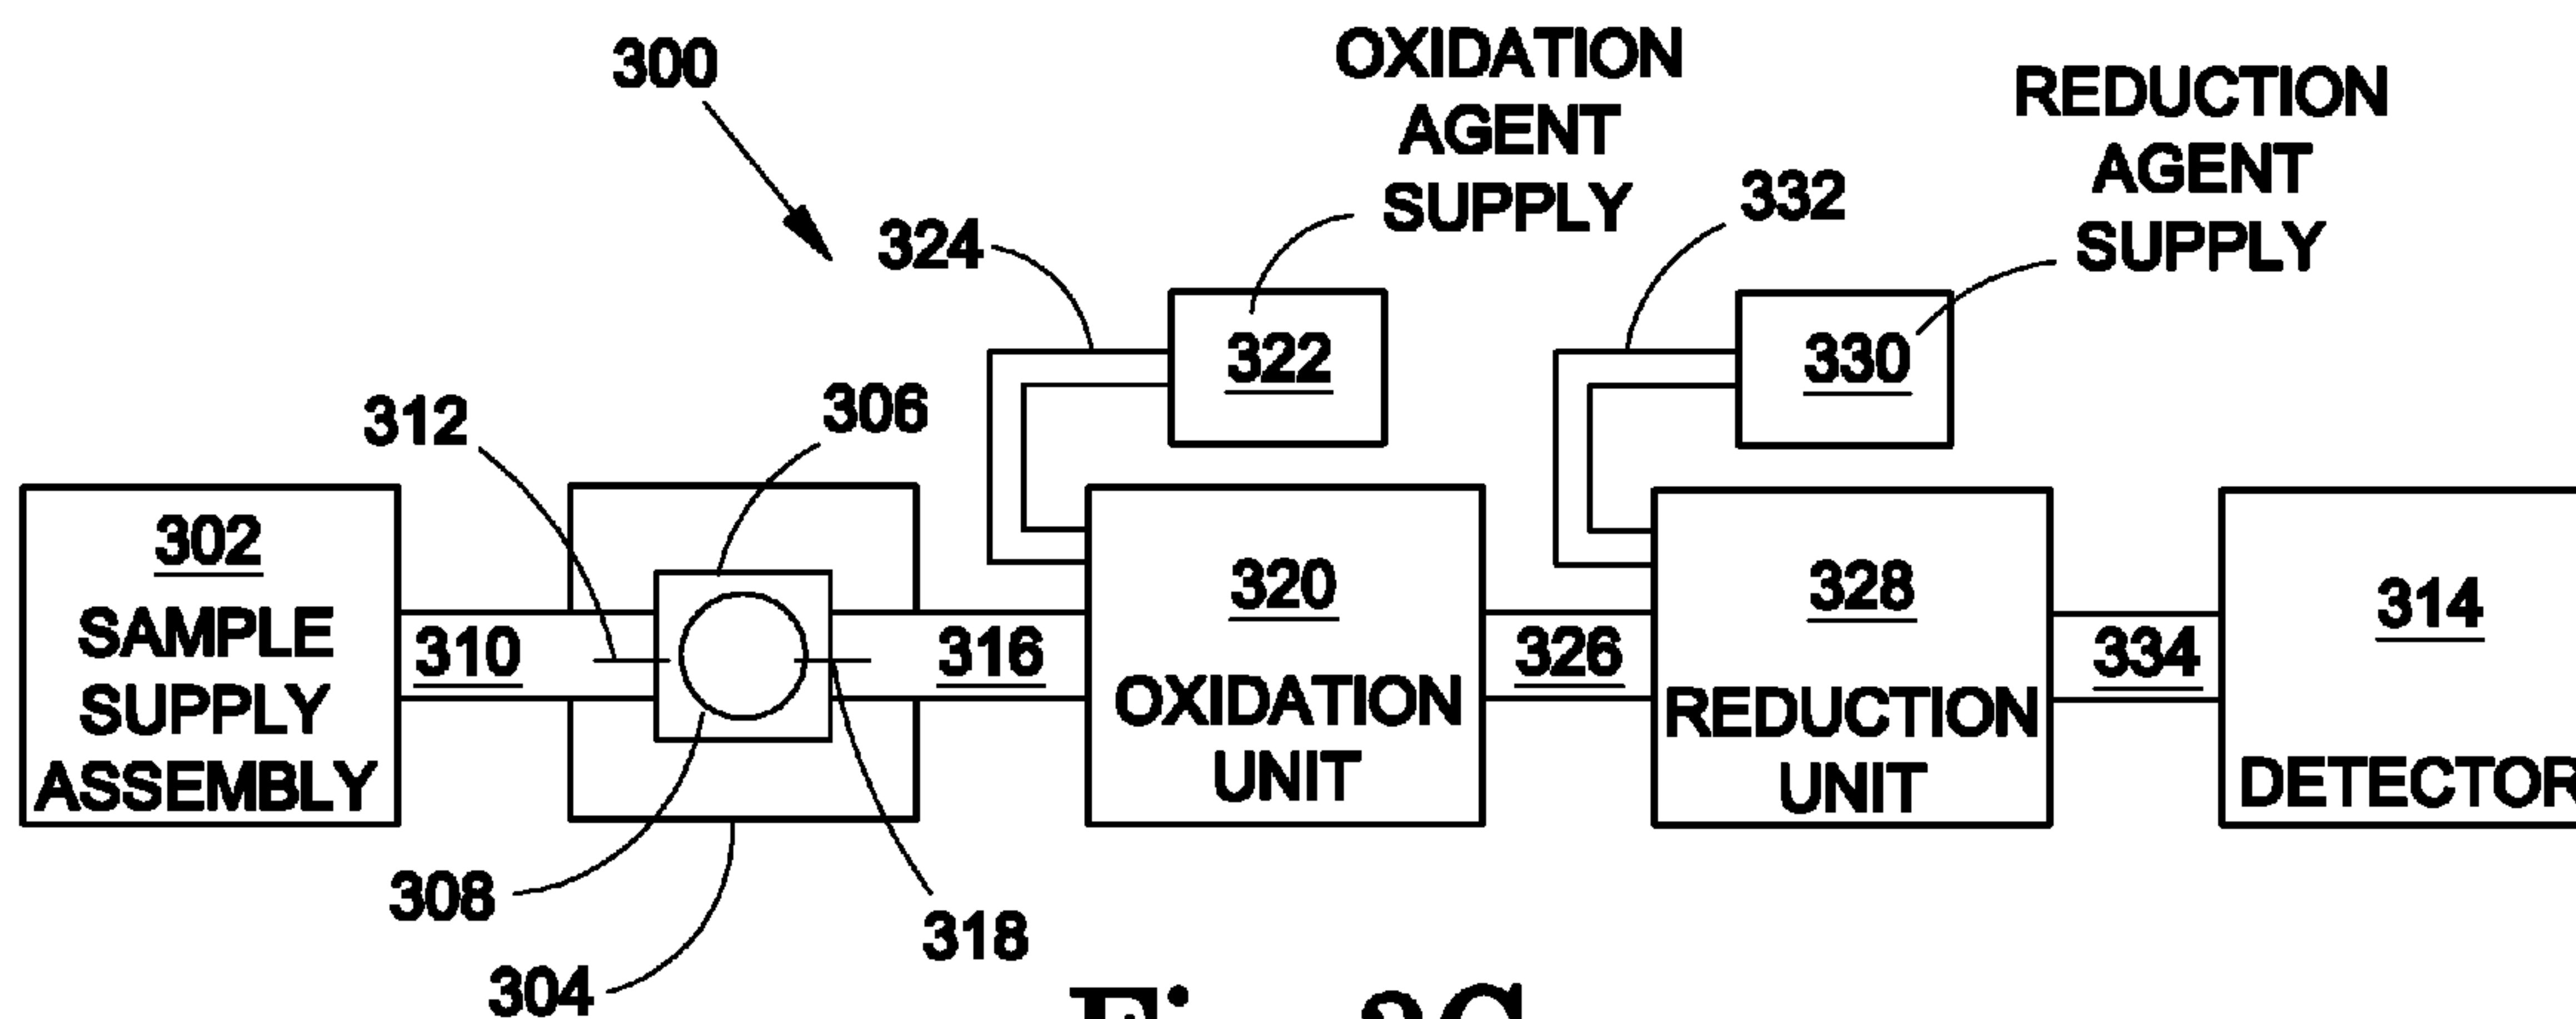 300
OXIDATION
AGENT
SUPPLY
REDUCTION
AGENT
SUPPLY
324
332
322
330
312
306
302
SAMPLE
SUPPLY
ASSEMBLY
310
316
320
OXIDATION
UNIT
326
328
REDUCTION
UNIT
334
314
DETECTOR
308
318
304